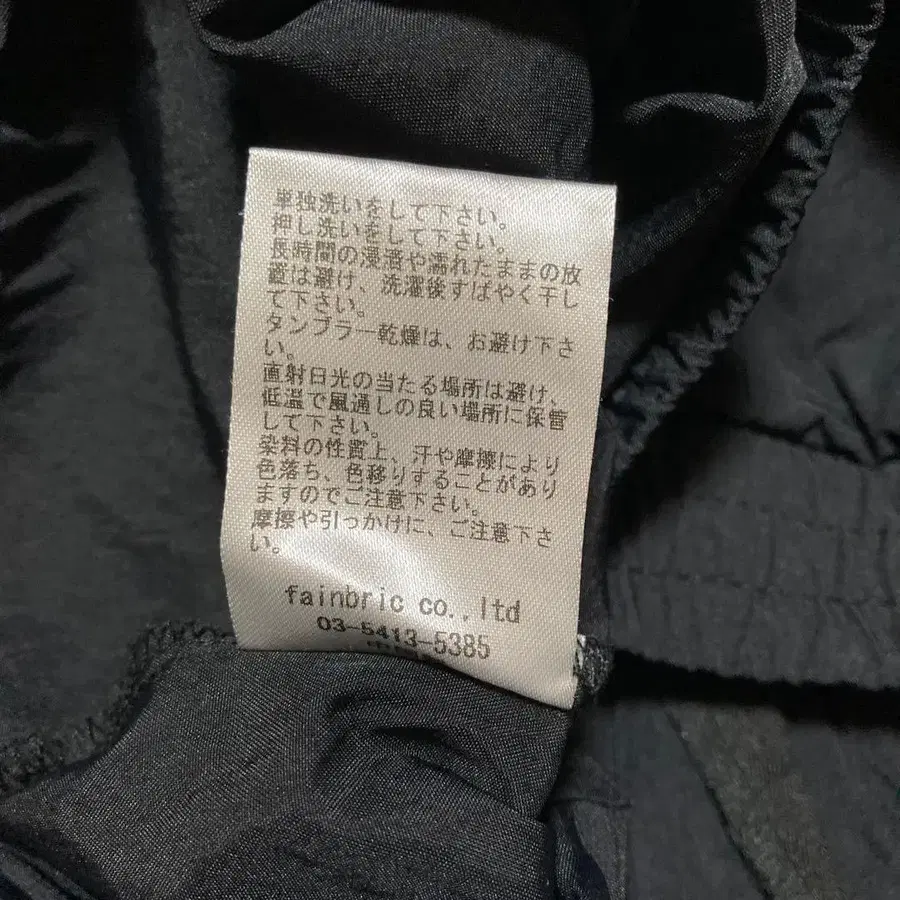 単独洗いをして下さい。
押し洗いをして下さい。
長時間の浸漬や濡れたままの放
置は避け、洗濯後すばやく干し
て下さい。
タンブラー乾燥は、お避け下さ
い。
直射日光の当たる場所は避け、
低温で風通しの良い場所に保管
して下さい。
染料の性質上、汗や摩擦により
色落ち、色移りすることがあり
ますのでご注意下さい。
摩擦や引っかけに、ご注意下さ
い。
fainbric co.,ltd
03-5413-5385